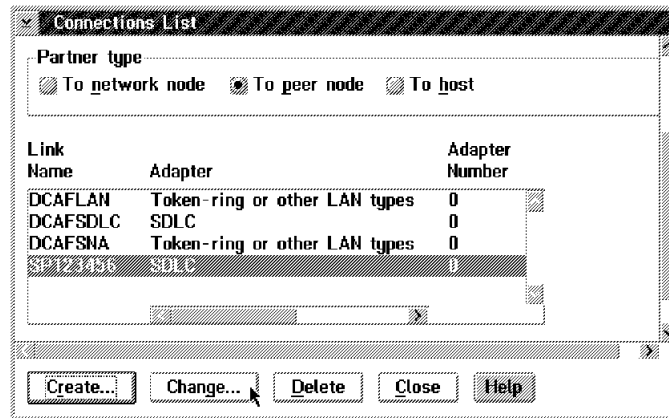 Connections List
Partner type
To network node To peer node To host
Link Adapter
Name Adapter Number
DCAFLAN Token-ring or other LAN types 0
DCAFSDLC SDLC 0
DCAFSNA Token-ring or other LAN types 0
SP123456 SDLC 0
Create... Change... Delete Close Help